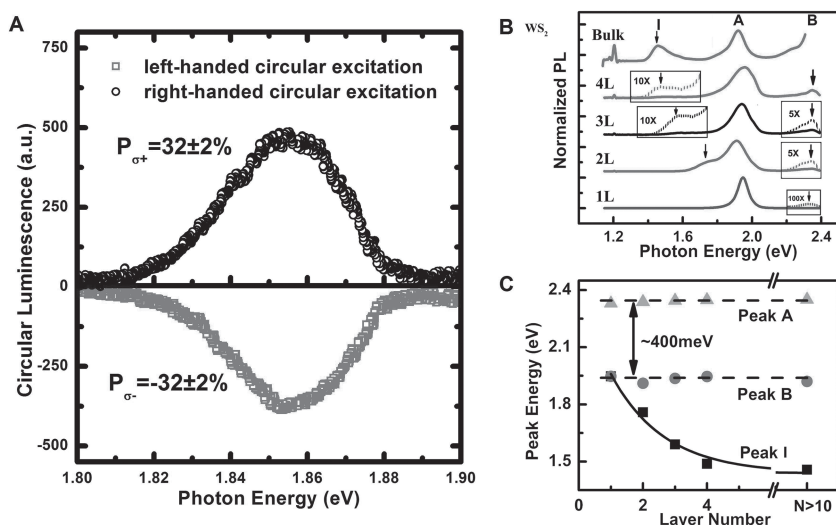 A
750
500
250
0
-250
-500
Circular Luminescence (a.u.)
left-handed circular excitation
right-handed circular excitation
Pσ+=32±2%
Pσ-=-32±2%
1.80 1.82 1.84 1.86 1.88 1.90
Photon Energy (eV)
B WS₂
I A B
Bulk
4L
10X
3L
10X 5X
2L
5X
1L
100X
Normalized PL
1.2 1.6 2.0 2.4
Photon Energy (eV)
C
2.4
2.1
1.8
1.5
Peak Energy (eV)
Peak A
~400meV
Peak B
Peak I
2 4 N>10
Layer Number